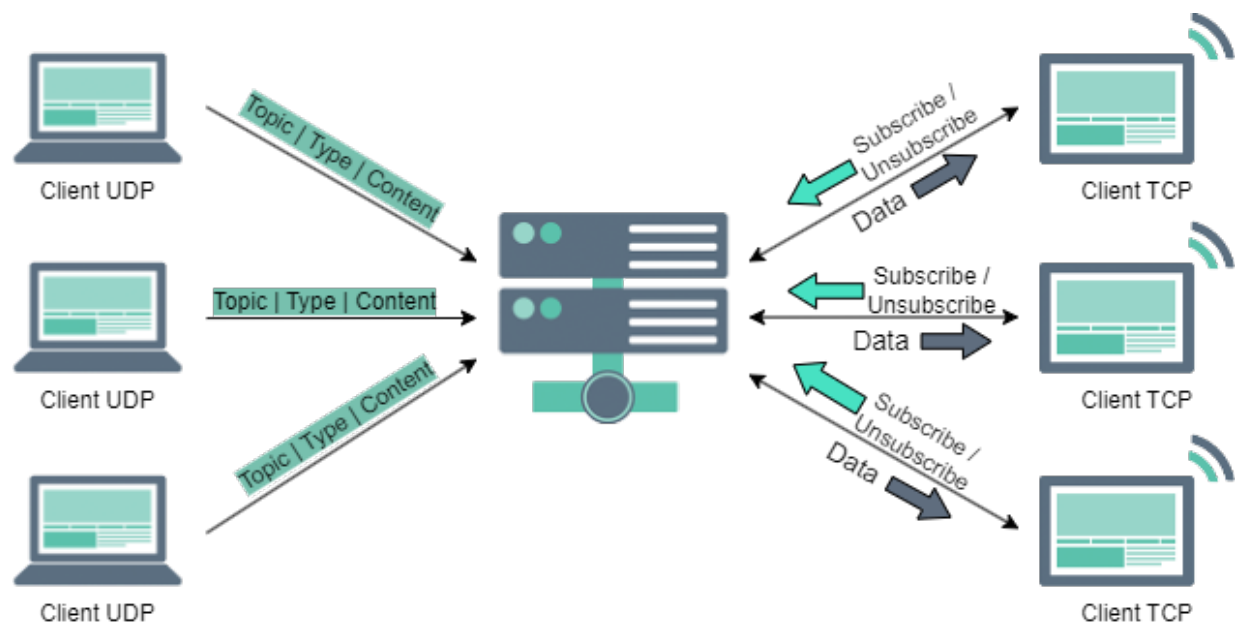 Topic | Type | Content
Client UDP
Subscribe /
Unsubscribe
Data
Client TCP
Topic | Type | Content
Client UDP
Subscribe /
Unsubscribe
Data
Client TCP
Topic | Type | Content
Client UDP
Subscribe /
Unsubscribe
Data
Client TCP